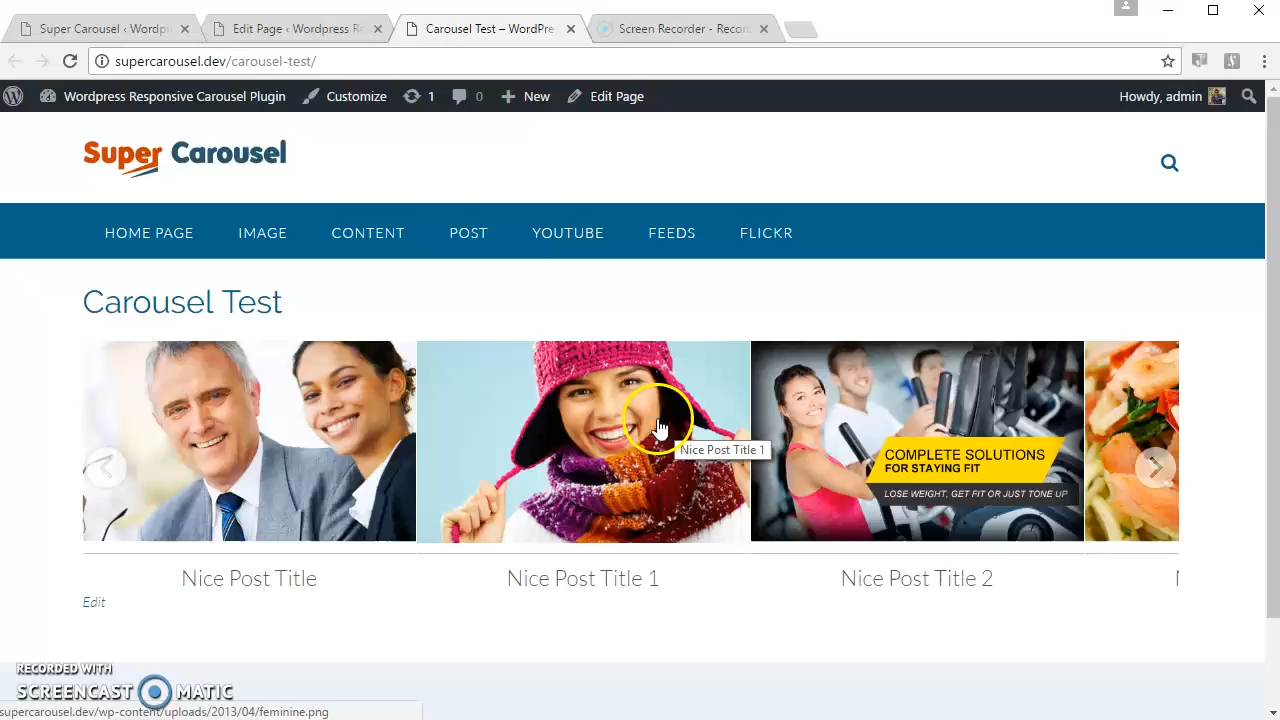 Super Carousel ‹ Wordp
Edit Page ‹ Wordpress R
Carousel Test – WordPre
Screen Recorder - Recor
supercarousel.dev/carousel-test/
Wordpress Responsive Carousel Plugin
Customize
1
0
New
Edit Page
Howdy, admin
Super Carousel
HOME PAGE
IMAGE
CONTENT
POST
YOUTUBE
FEEDS
FLICKR
Carousel Test
Nice Post Title 1
COMPLETE SOLUTIONS
FOR STAYING FIT
LOSE WEIGHT, GET FIT OR JUST TONE UP
Nice Post Title
Nice Post Title 1
Nice Post Title 2
Edit
RECORDED WITH
SCREENCAST MATIC
supercarousel.dev/wp-content/uploads/2013/04/feminine.png